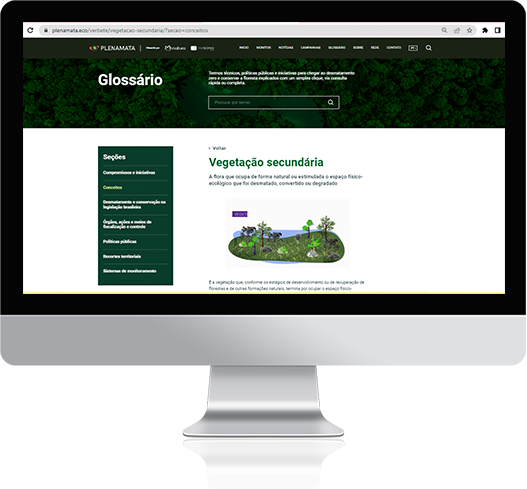 plenamata.eco/verbete/vegetacao-secundaria/?secao=conceitos
PLENAMATA
natura
INICIO MONITOR NOTÍCIAS CAMPANHAS GLOSSÁRIO SOBRE REDE CONTATO
Glossário
Termos técnicos, políticas públicas e iniciativas para chegar ao desmatamento
zero e conservar a floresta explicados com um simples clique, via consulta
rápida ou completa.
Procure por termo
Seções
Compromissos e iniciativas
Conceitos
Desmatamento e conservação na
legislação brasileira
Órgãos, ações e meios de
fiscalização e controle
Políticas públicas
Recortes territoriais
Sistemas de monitoramento
Voltar
Vegetação secundária
A flora que ocupa de forma natural ou estimulada o espaço físico-
ecológico que foi desmatado, convertido ou degradado
É a vegetação que, conforme os estágios de desenvolvimento ou de recuperação de
florestas e de outras formações naturais, termina por ocupar o espaço físico-